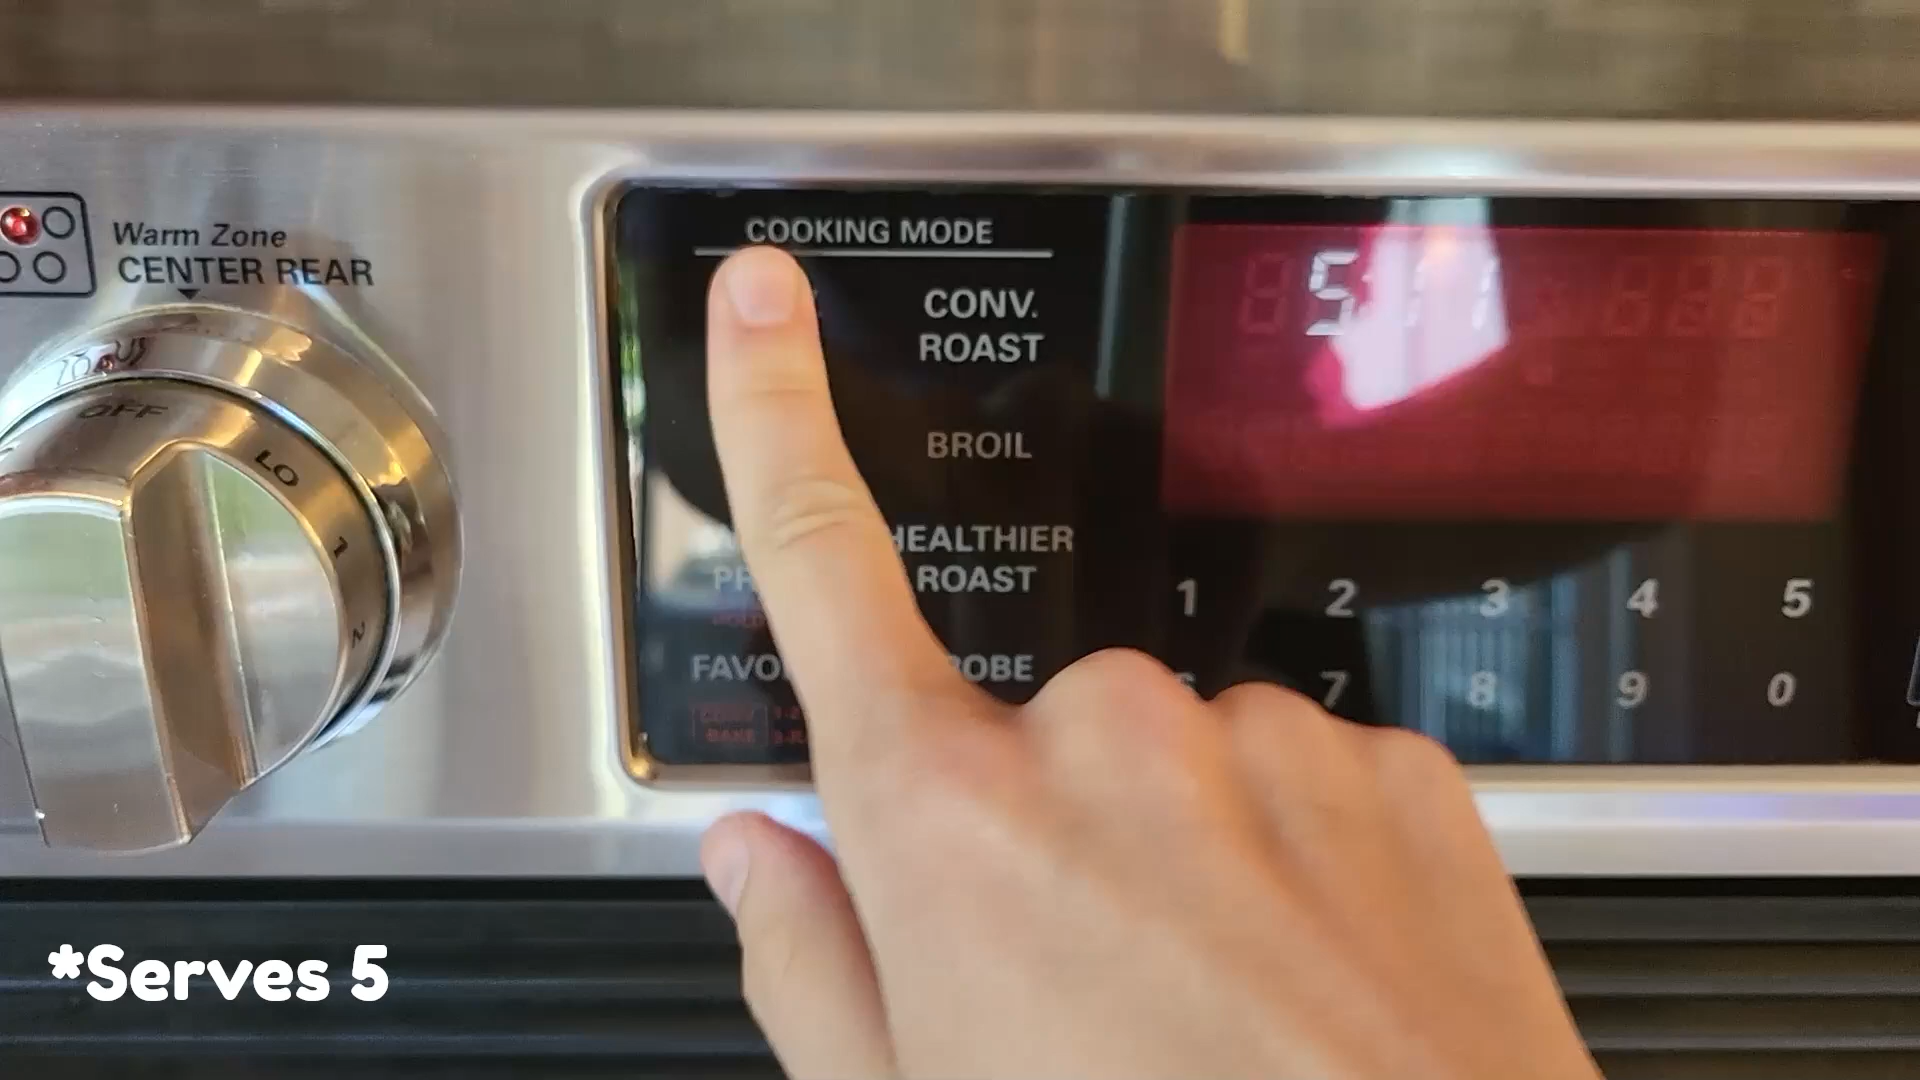 Warm Zone
CENTER REAR
OFF
LO
1
2
COOKING MODE
CONV.
ROAST
BROIL
HEALTHIER
ROAST
1 2 3 4 5
7 8 9 0
BAKE
*Serves 5